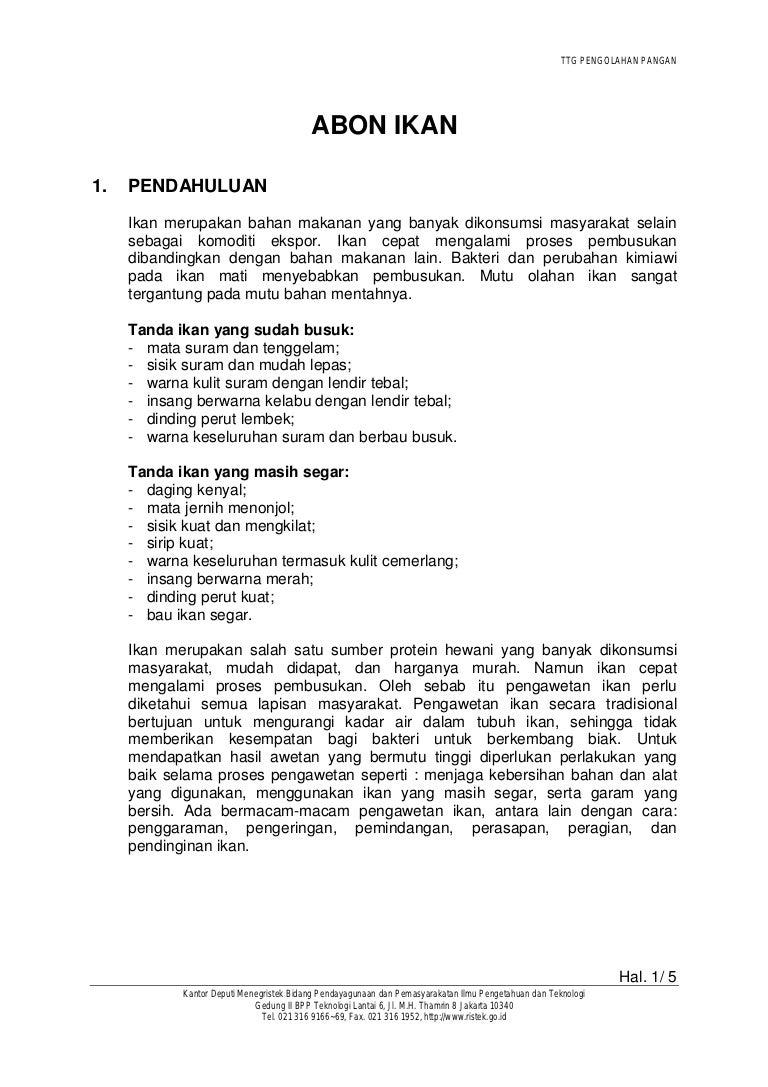 TTG PENGOLAHAN PANGAN
ABON IKAN
1. PENDAHULUAN
Ikan merupakan bahan makanan yang banyak dikonsumsi masyarakat selain
sebagai komoditi ekspor. Ikan cepat mengalami proses pembusukan
dibandingkan dengan bahan makanan lain. Bakteri dan perubahan kimiawi
pada ikan mati menyebabkan pembusukan. Mutu olahan ikan sangat
tergantung pada mutu bahan mentahnya.
Tanda ikan yang sudah busuk:
- mata suram dan tenggelam;
- sisik suram dan mudah lepas;
- warna kulit suram dengan lendir tebal;
- insang berwarna kelabu dengan lendir tebal;
- dinding perut lembek;
- warna keseluruhan suram dan berbau busuk.
Tanda ikan yang masih segar:
- daging kenyal;
- mata jernih menonjol;
- sisik kuat dan mengkilat;
- sirip kuat;
- warna keseluruhan termasuk kulit cemerlang;
- insang berwarna merah;
- dinding perut kuat;
- bau ikan segar.
Ikan merupakan salah satu sumber protein hewani yang banyak dikonsumsi
masyarakat, mudah didapat, dan harganya murah. Namun ikan cepat
mengalami proses pembusukan. Oleh sebab itu pengawetan ikan perlu
diketahui semua lapisan masyarakat. Pengawetan ikan secara tradisional
bertujuan untuk mengurangi kadar air dalam tubuh ikan, sehingga tidak
memberikan kesempatan bagi bakteri untuk berkembang biak. Untuk
mendapatkan hasil awetan yang bermutu tinggi diperlukan perlakukan yang
baik selama proses pengawetan seperti : menjaga kebersihan bahan dan alat
yang digunakan, menggunakan ikan yang masih segar, serta garam yang
bersih. Ada bermacam-macam pengawetan ikan, antara lain dengan cara:
penggaraman, pengeringan, pemindangan, perasapan, peragian, dan
pendinginan ikan.
Hal. 1/ 5
Kantor Deputi Menegristek Bidang Pendayagunaan dan Pemasyarakatan Ilmu Pengetahuan dan Teknologi
Gedung II BPP Teknologi Lantai 6, Jl. M.H. Thamrin 8 Jakarta 10340
Tel. 021 316 9166~69, Fax. 021 316 1952, http://www.ristek.go.id